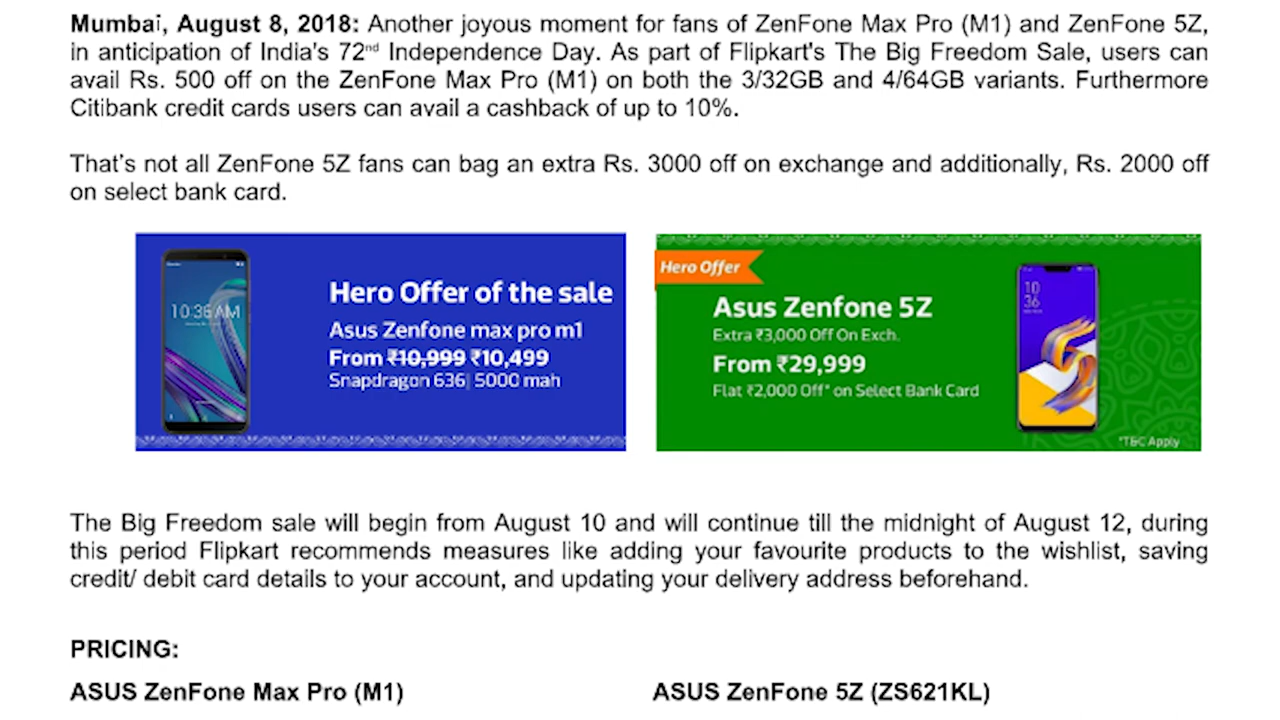 Mumbai, August 8, 2018: Another joyous moment for fans of ZenFone Max Pro (M1) and ZenFone 5Z,
in anticipation of India's 72nd Independence Day. As part of Flipkart's The Big Freedom Sale, users can
avail Rs. 500 off on the ZenFone Max Pro (M1) on both the 3/32GB and 4/64GB variants. Furthermore
Citibank credit cards users can avail a cashback of up to 10%.
That's not all ZenFone 5Z fans can bag an extra Rs. 3000 off on exchange and additionally, Rs. 2000 off
on select bank card.
10:36 AM
Hero Offer of the sale
Asus Zenfone max pro m1
From ₹10,999 ₹10,499
Snapdragon 636| 5000 mah
Hero Offer
Asus Zenfone 5Z
Extra ₹3,000 Off On Exch.
From ₹29,999
Flat ₹2,000 Off* on Select Bank Card
10
36
*T&C Apply
The Big Freedom sale will begin from August 10 and will continue till the midnight of August 12, during
this period Flipkart recommends measures like adding your favourite products to the wishlist, saving
credit/ debit card details to your account, and updating your delivery address beforehand.
PRICING:
ASUS ZenFone Max Pro (M1)
ASUS ZenFone 5Z (ZS621KL)